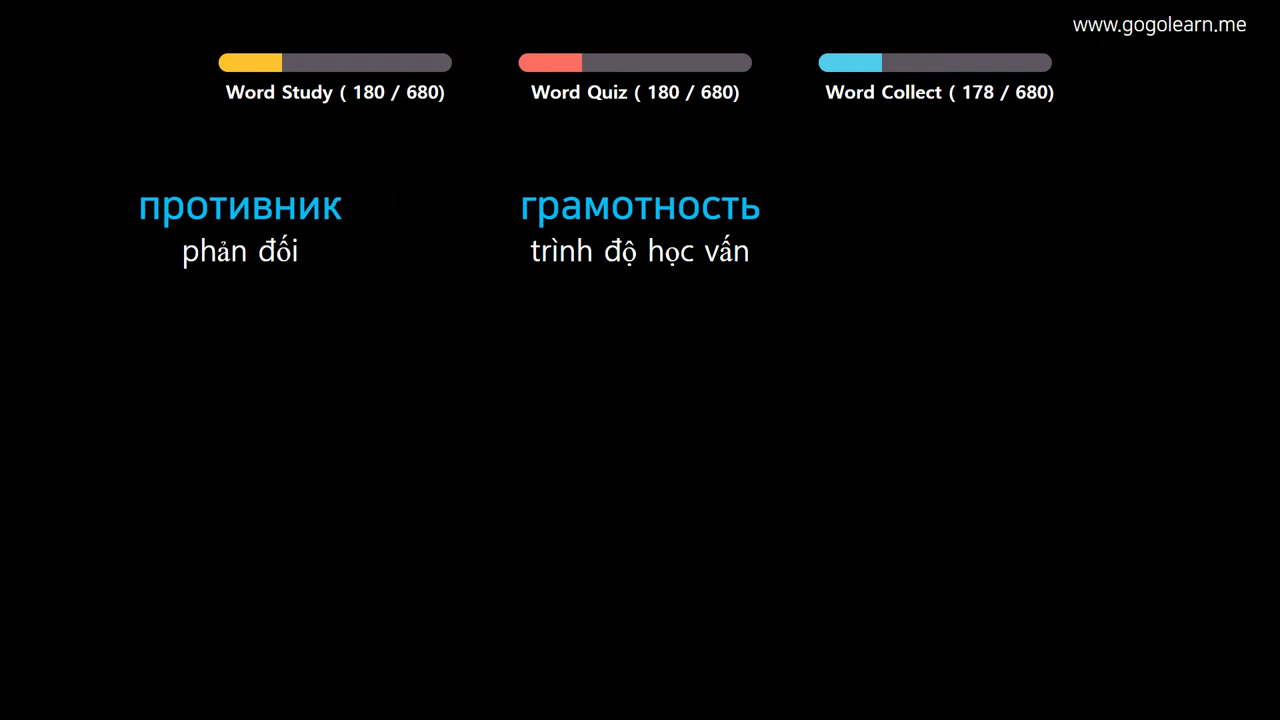 www.gogolearn.me
Word Study ( 180 / 680)
Word Quiz ( 180 / 680)
Word Collect ( 178 / 680)
противник
phản đối
грамотность
trình độ học vấn